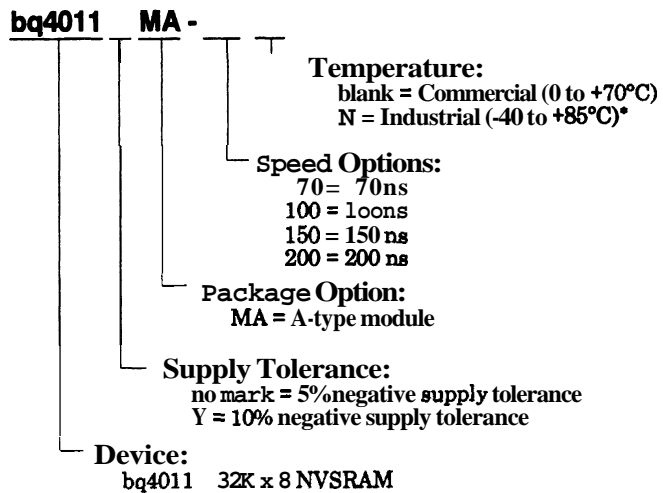 bq4011 MA -
Temperature:
blank = Commercial (0 to +70°C)
N = Industrial (-40 to +85°C)*
Speed Options:
70 = 70ns
100 = loons
150 = 150 ns
200 = 200 ns
Package Option:
MA = A-type module
Supply Tolerance:
no mark = 5% negative supply tolerance
Y = 10% negative supply tolerance
Device:
bq4011 32K x 8 NVSRAM